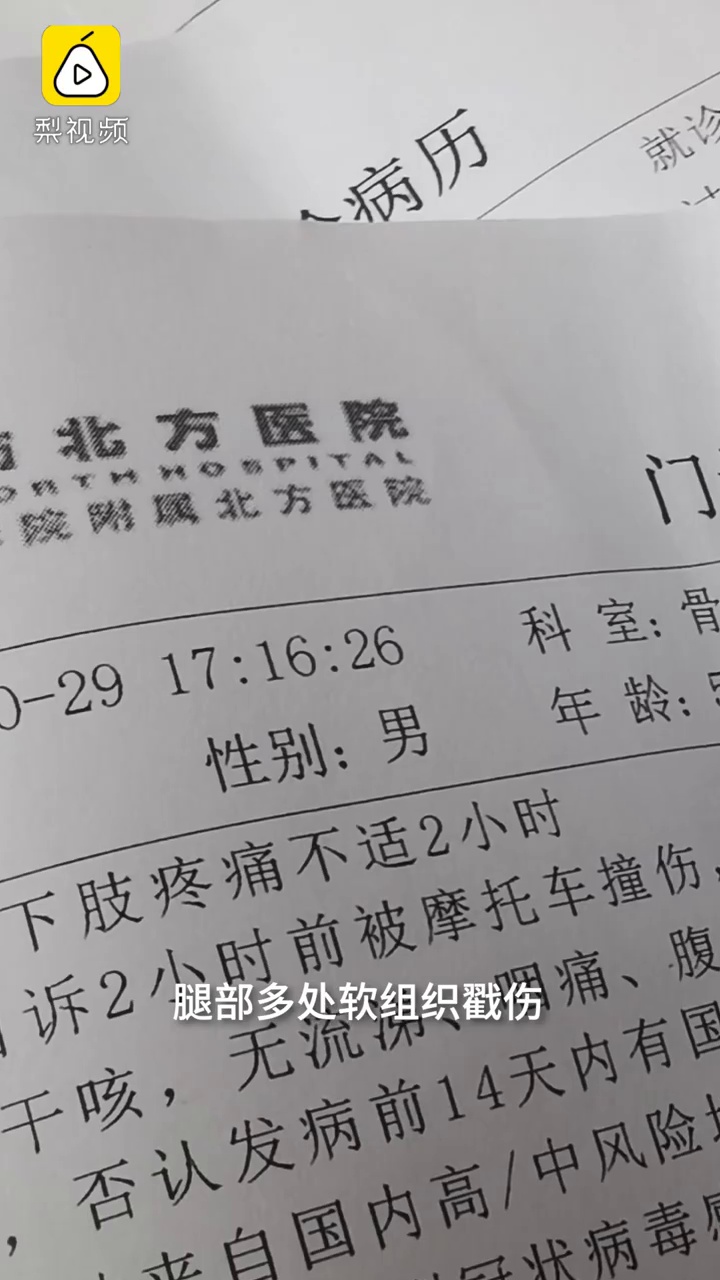 梨视频
病历
就诊
北方医院
ORTH HOSPITAL
院附属北方医院
门
0-29 17:16:26
科 室: 骨
性别: 男
年 龄: 5
下肢疼痛不适2小时
诉2小时前被摩托车撞伤,
腿部多处软组织戳伤
干咳, 无流涕、咽痛、腹
, 否认发病前14天内有国
来自国内高/中风险地
冠状病毒感